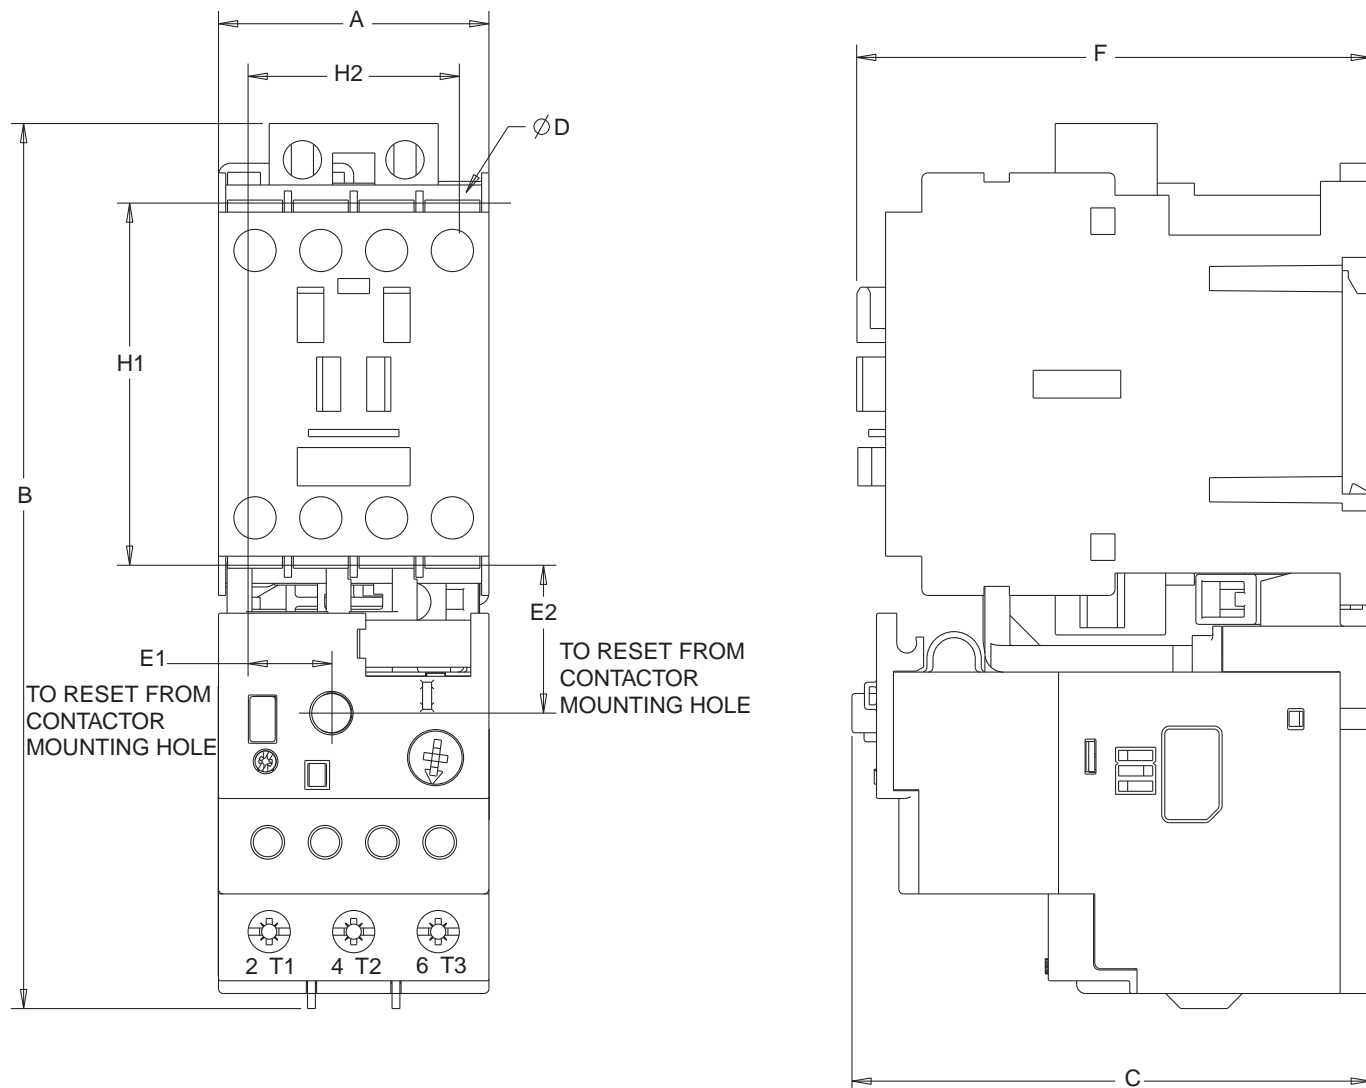 A
F
H2
⌀D
H1
B
E2
E1
TO RESET FROM
CONTACTOR
MOUNTING HOLE
TO RESET FROM
CONTACTOR
MOUNTING HOLE
2 T1 4 T2 6 T3
C